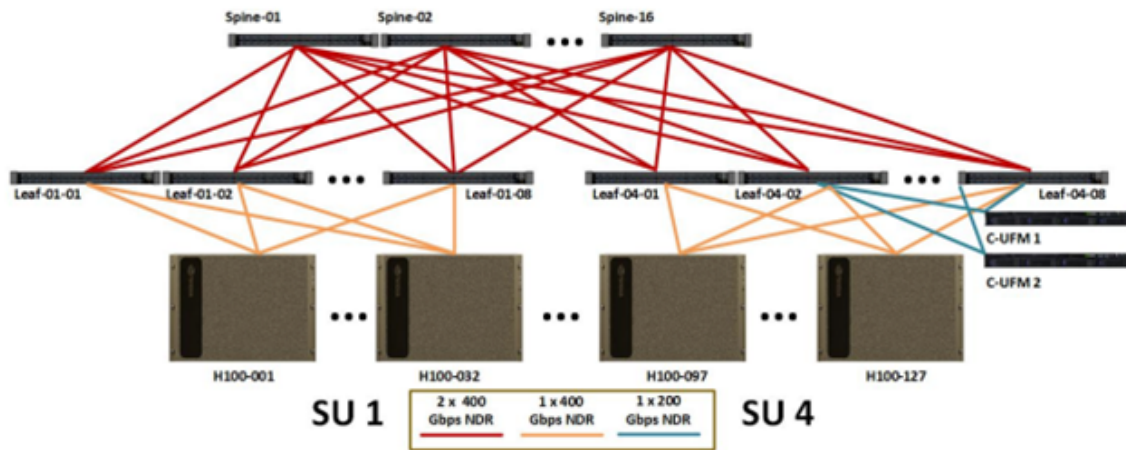 Spine-01 Spine-02 Spine-16
Leaf-01-01 Leaf-01-02 Leaf-01-08 Leaf-04-01 Leaf-04-02 Leaf-04-08
C-UFM 1
C-UFM 2
H100-001 H100-032 H100-097 H100-127
SU 1 SU 4
2 x 400 1 x 400 1 x 200
Gbps NDR Gbps NDR Gbps NDR